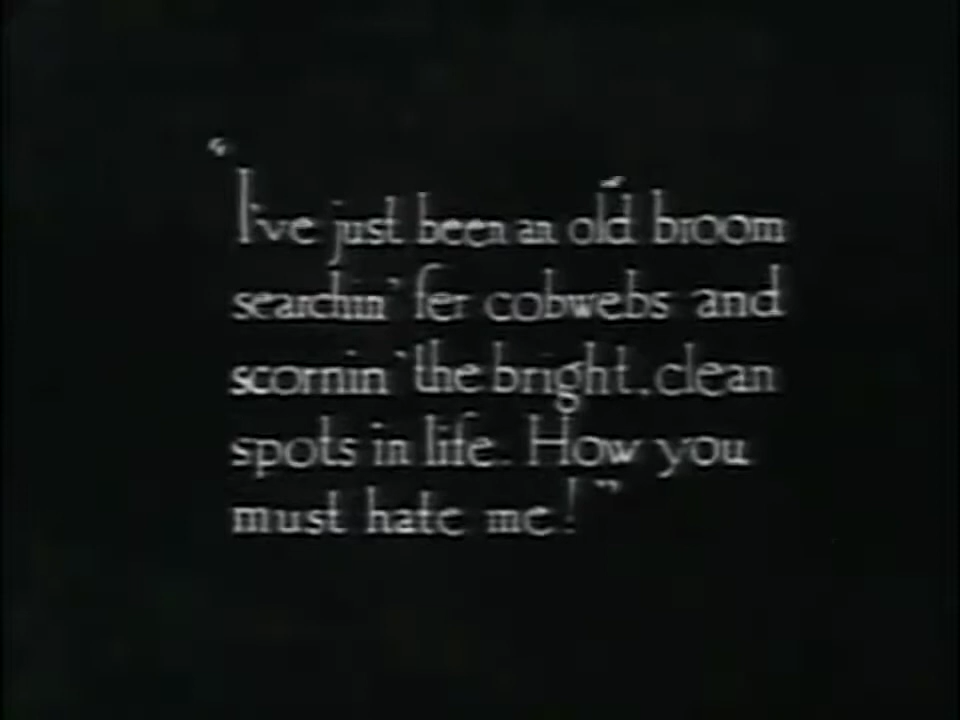 "I've just been an old broom
searchin' fer cobwebs and
scornin' the bright, clean
spots in life. How you
must hate me!"